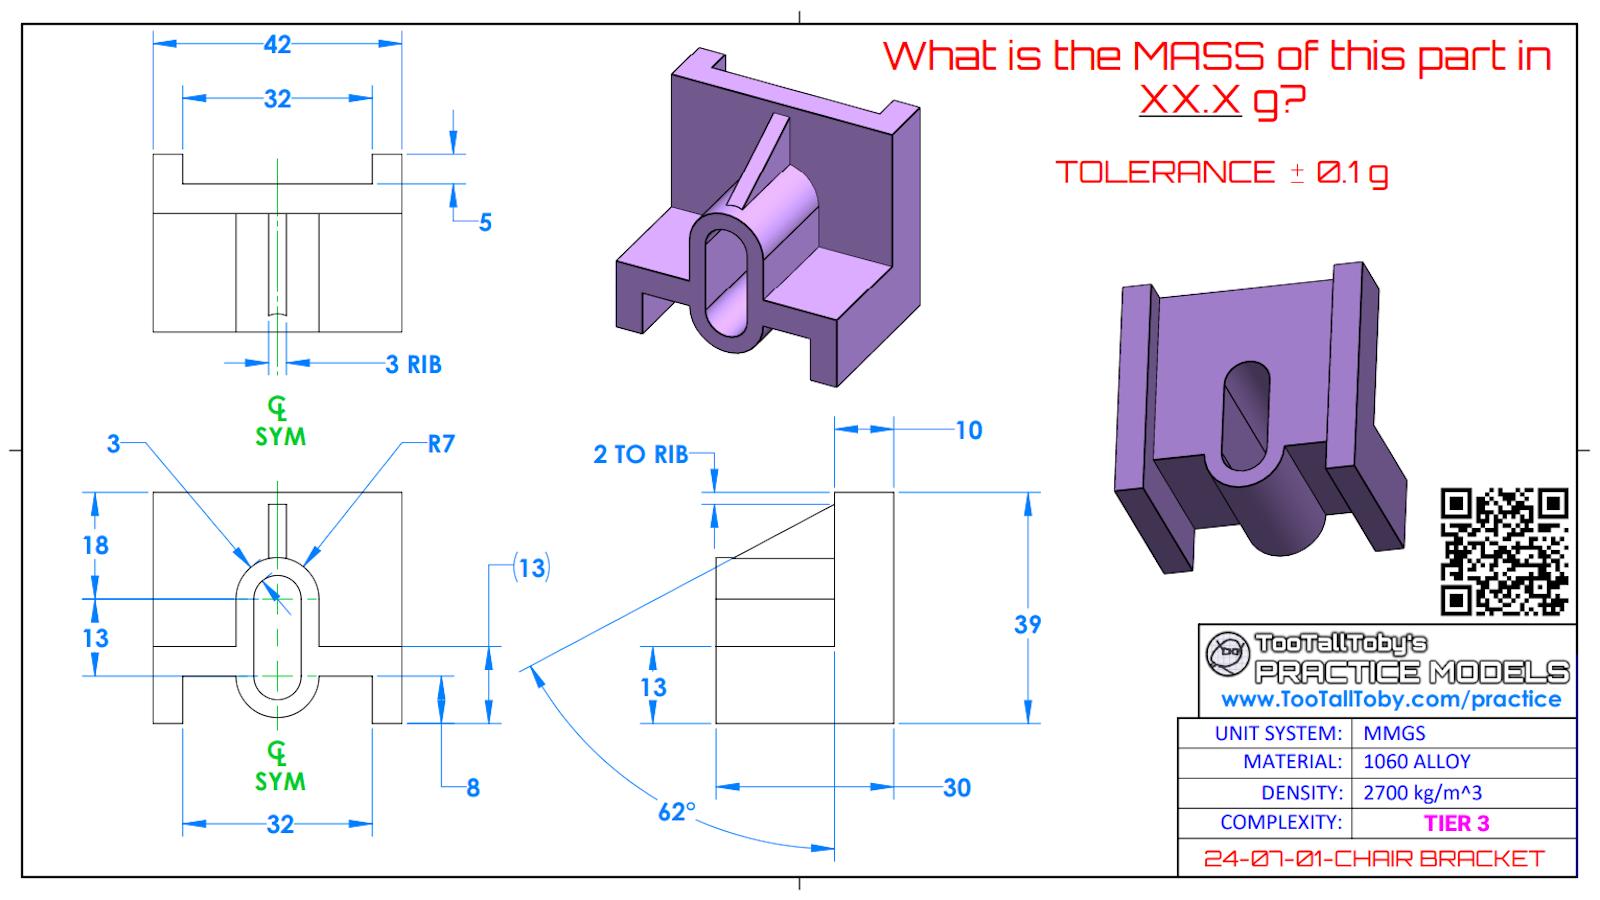 What is the MASS of this part in
XX.X g?
TOLERANCE ± 0.1 g
42
32
5
3 RIB
℄
SYM
3
R7
18
13
(13)
8
℄
SYM
32
2 TO RIB
10
13
39
30
62°
TooTallToby's
PRACTICE MODELS
www.TooTallToby.com/practice
UNIT SYSTEM: MMGS
MATERIAL: 1060 ALLOY
DENSITY: 2700 kg/m^3
COMPLEXITY: TIER 3
24-07-01-CHAIR BRACKET